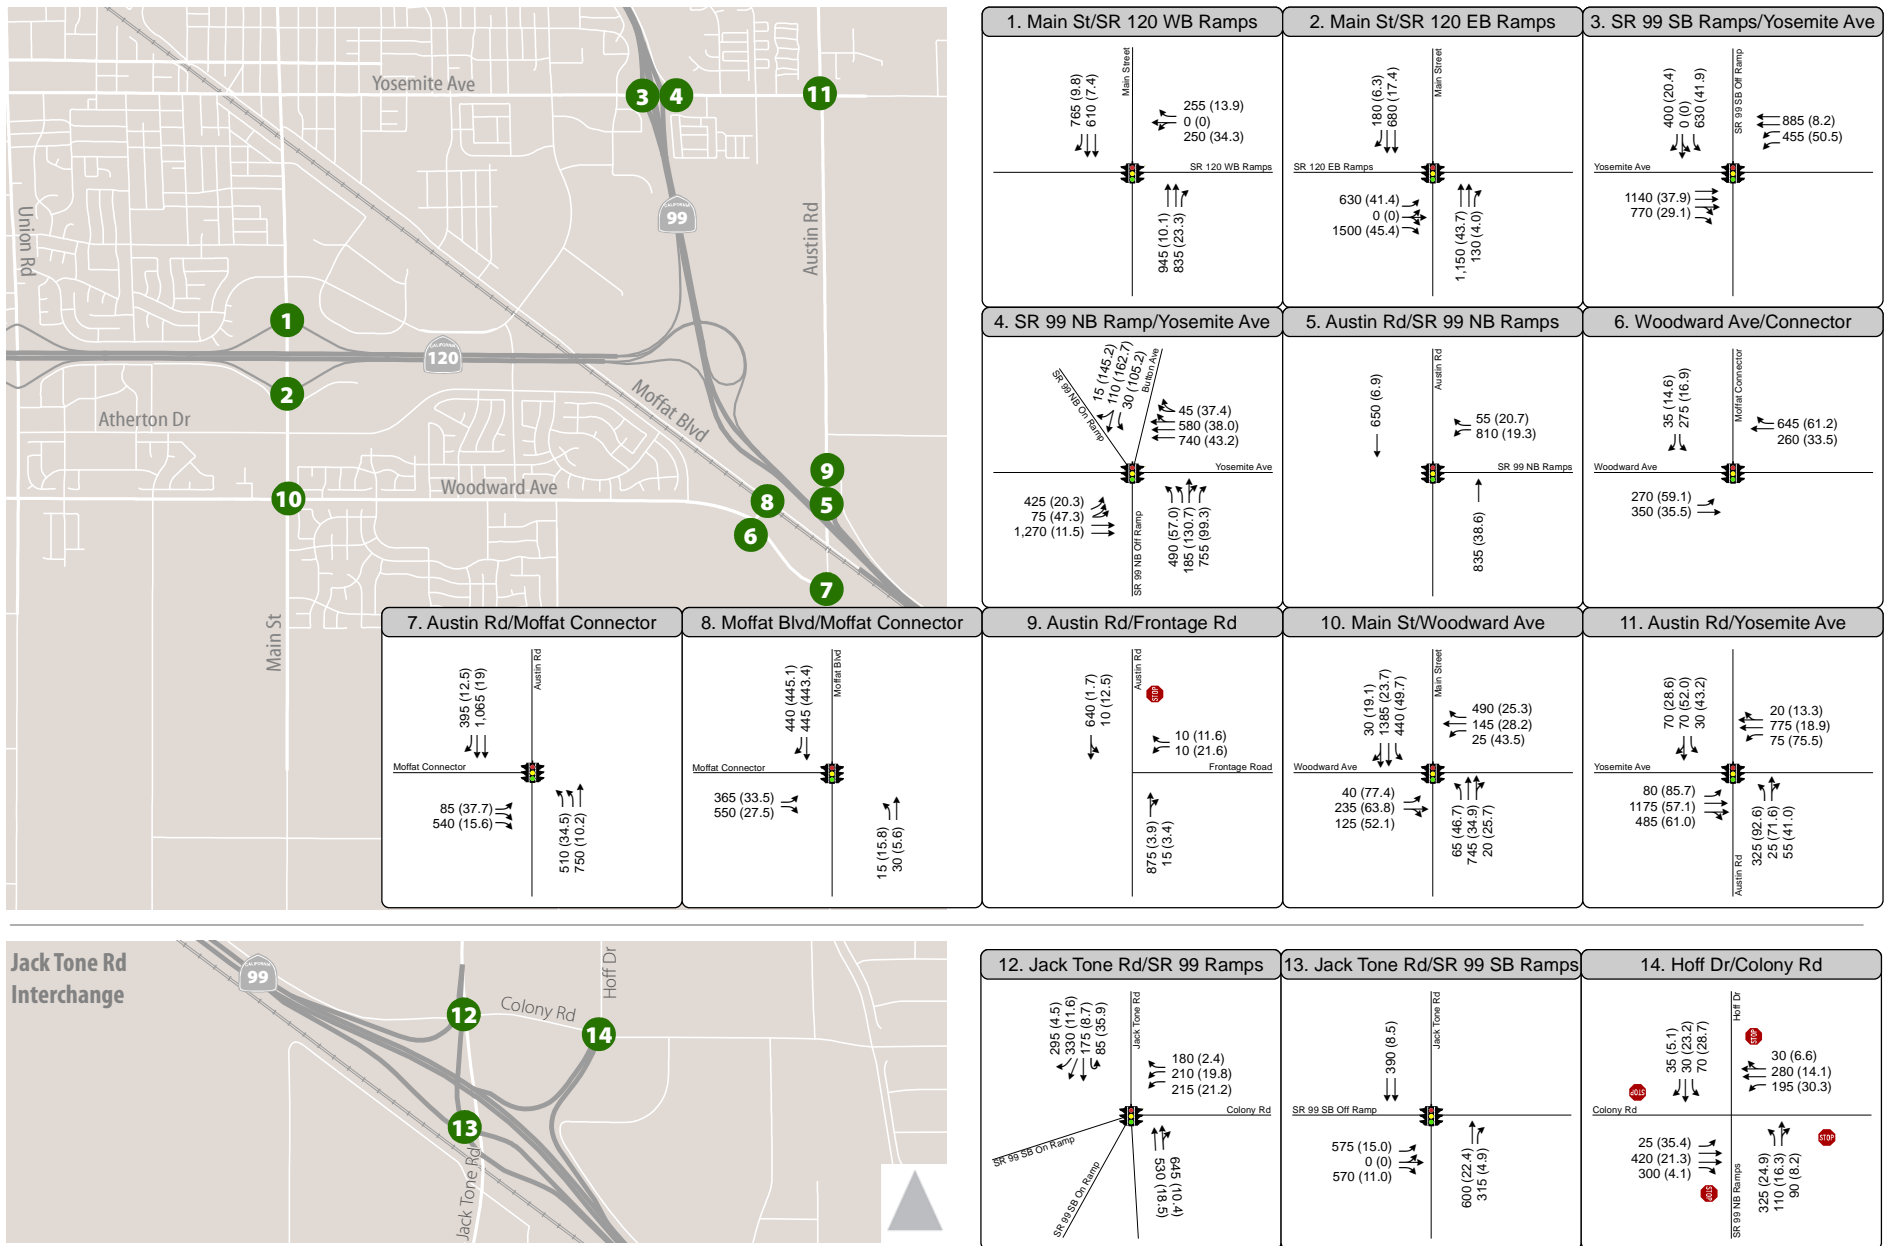 Yosemite Ave
Union Rd
Austin Rd
CALIFORNIA
99
CALIFORNIA
120
Atherton Dr
Moffat Blvd
Woodward Ave
Main St
3
4
11
1
2
9
10
8
5
6
7
1. Main St/SR 120 WB Ramps
Main Street
765 (9.8)
610 (7.4)
255 (13.9)
0 (0)
250 (34.3)
SR 120 WB Ramps
945 (10.1)
835 (23.3)
2. Main St/SR 120 EB Ramps
Main Street
180 (6.3)
680 (17.4)
SR 120 EB Ramps
630 (41.4)
0 (0)
1500 (45.4)
1,150 (43.7)
130 (4.0)
3. SR 99 SB Ramps/Yosemite Ave
SR 99 SB Off Ramp
400 (20.4)
0 (0)
630 (41.9)
885 (8.2)
455 (50.5)
Yosemite Ave
1140 (37.9)
770 (29.1)
4. SR 99 NB Ramp/Yosemite Ave
SR 99 NB On Ramp
15 (145.2)
110 (162.7)
30 (105.2)
Button Ave
45 (37.4)
580 (38.0)
740 (43.2)
Yosemite Ave
425 (20.3)
75 (47.3)
1,270 (11.5)
SR 99 NB Off Ramp
490 (57.0)
185 (130.7)
755 (99.3)
5. Austin Rd/SR 99 NB Ramps
Austin Rd
650 (6.9)
55 (20.7)
810 (19.3)
SR 99 NB Ramps
835 (38.6)
6. Woodward Ave/Connector
Moffat Connector
35 (14.6)
275 (16.9)
645 (61.2)
260 (33.5)
Woodward Ave
270 (59.1)
350 (35.5)
7. Austin Rd/Moffat Connector
Austin Rd
395 (12.5)
1,065 (19)
Moffat Connector
85 (37.7)
540 (15.6)
510 (34.5)
750 (10.2)
8. Moffat Blvd/Moffat Connector
Moffat Blvd
440 (445.1)
445 (443.4)
Moffat Connector
365 (33.5)
550 (27.5)
15 (15.8)
30 (5.6)
9. Austin Rd/Frontage Rd
Austin Rd
STOP
640 (1.7)
10 (12.5)
10 (11.6)
10 (21.6)
Frontage Road
875 (3.9)
15 (3.4)
10. Main St/Woodward Ave
Main Street
30 (19.1)
1385 (23.7)
440 (49.7)
490 (25.3)
145 (28.2)
25 (43.5)
Woodward Ave
40 (77.4)
235 (63.8)
125 (52.1)
65 (46.7)
745 (34.9)
20 (25.7)
11. Austin Rd/Yosemite Ave
70 (28.6)
70 (52.0)
30 (43.2)
20 (13.3)
775 (18.9)
75 (75.5)
Yosemite Ave
80 (85.7)
1175 (57.1)
485 (61.0)
Austin Rd
325 (92.6)
25 (71.6)
55 (41.0)
Jack Tone Rd
Interchange
CALIFORNIA
99
Hoff Dr
Colony Rd
Jack Tone Rd
12
14
13
12. Jack Tone Rd/SR 99 Ramps
Jack Tone Rd
295 (4.5)
330 (11.6)
175 (8.7)
85 (35.9)
180 (2.4)
210 (19.8)
215 (21.2)
Colony Rd
SR 99 SB On Ramp
SR 99 SB On Ramp
530 (18.5)
645 (10.4)
13. Jack Tone Rd/SR 99 SB Ramps
Jack Tone Rd
390 (8.5)
SR 99 SB Off Ramp
575 (15.0)
0 (0)
570 (11.0)
600 (22.4)
315 (4.9)
14. Hoff Dr/Colony Rd
Hoff Dr
35 (5.1)
30 (23.2)
70 (28.7)
STOP
30 (6.6)
280 (14.1)
195 (30.3)
STOP
Colony Rd
25 (35.4)
420 (21.3)
300 (4.1)
STOP
STOP
SR 99 NB Ramps
325 (24.9)
110 (16.3)
90 (8.2)